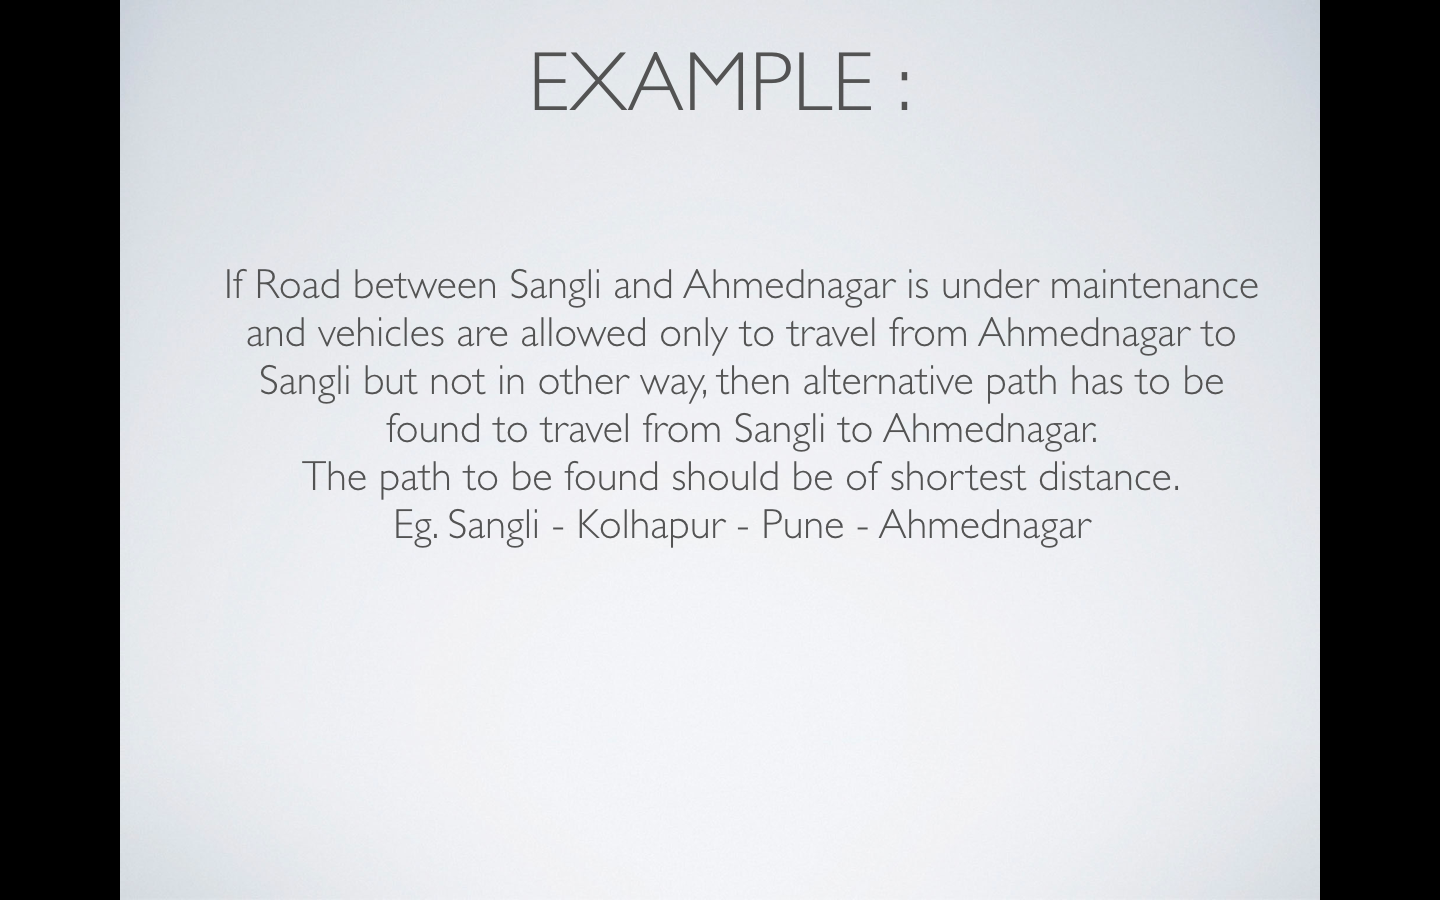 EXAMPLE :
If Road between Sangli and Ahmednagar is under maintenance
and vehicles are allowed only to travel from Ahmednagar to
Sangli but not in other way, then alternative path has to be
found to travel from Sangli to Ahmednagar.
The path to be found should be of shortest distance.
Eg. Sangli - Kolhapur - Pune - Ahmednagar